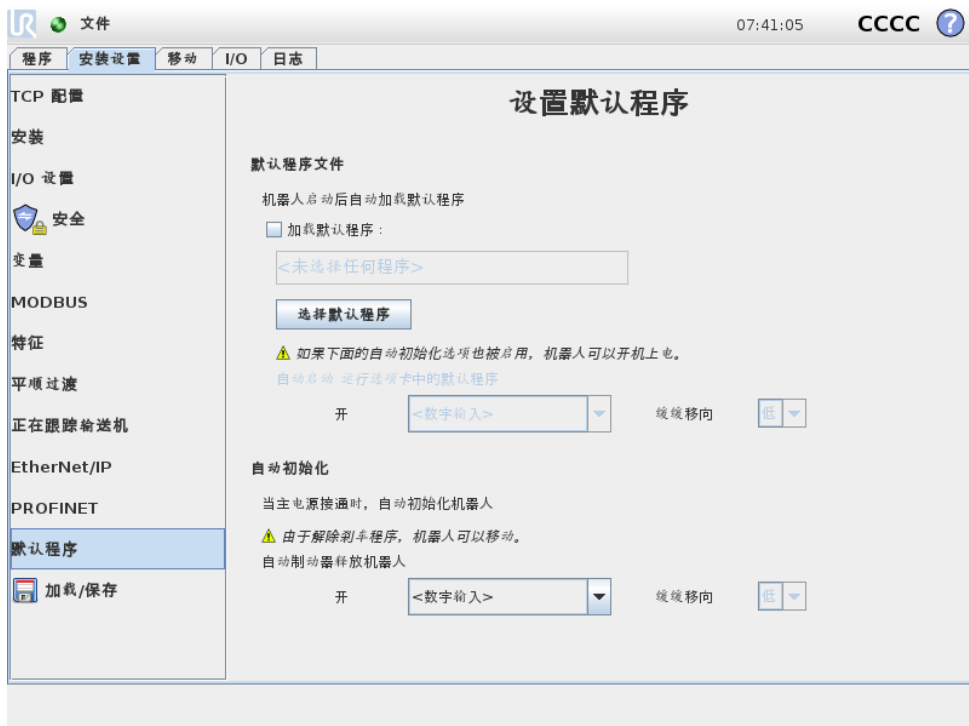 UR 文件 07:41:05 CCCC ?
程序 安装设置 移动 I/O 日志
TCP 配置
安装
I/O 设置
安全
变量
MODBUS
特征
平顺过渡
正在跟踪输送机
EtherNet/IP
PROFINET
默认程序
加载/保存
设置默认程序
默认程序文件
机器人启动后自动加载默认程序
加载默认程序：
<未选择任何程序>
选择默认程序
如果下面的自动初始化选项也被启用，机器人可以开机上电。
自动启动 运行选项卡中的默认程序
开 <数字输入> 缓缓移向 低
自动初始化
当主电源接通时，自动初始化机器人
由于解除刹车程序，机器人可以移动。
自动制动器释放机器人
开 <数字输入> 缓缓移向 低